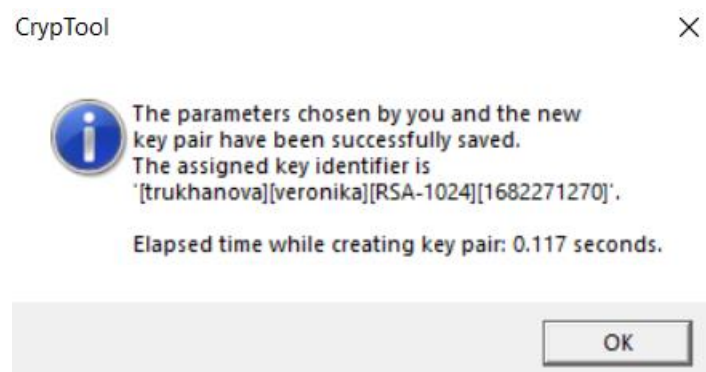 CrypTool
The parameters chosen by you and the new
key pair have been successfully saved.
The assigned key identifier is
'[trukhanova][veronika][RSA-1024][1682271270]'.
Elapsed time while creating key pair: 0.117 seconds.
OK